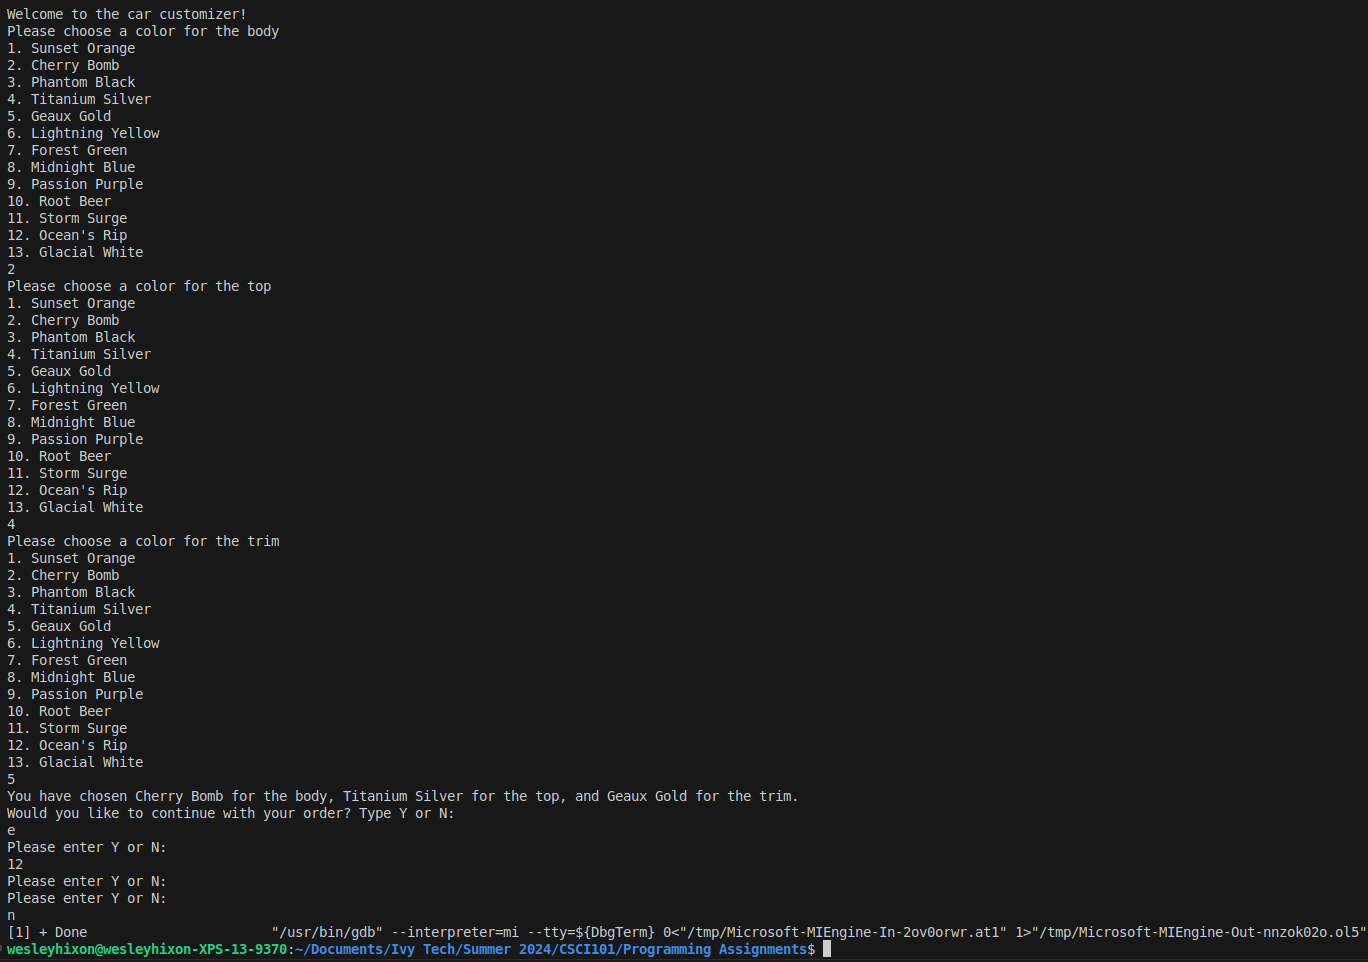 Welcome to the car customizer!
Please choose a color for the body
1. Sunset Orange
2. Cherry Bomb
3. Phantom Black
4. Titanium Silver
5. Geaux Gold
6. Lightning Yellow
7. Forest Green
8. Midnight Blue
9. Passion Purple
10. Root Beer
11. Storm Surge
12. Ocean's Rip
13. Glacial White
2
Please choose a color for the top
1. Sunset Orange
2. Cherry Bomb
3. Phantom Black
4. Titanium Silver
5. Geaux Gold
6. Lightning Yellow
7. Forest Green
8. Midnight Blue
9. Passion Purple
10. Root Beer
11. Storm Surge
12. Ocean's Rip
13. Glacial White
4
Please choose a color for the trim
1. Sunset Orange
2. Cherry Bomb
3. Phantom Black
4. Titanium Silver
5. Geaux Gold
6. Lightning Yellow
7. Forest Green
8. Midnight Blue
9. Passion Purple
10. Root Beer
11. Storm Surge
12. Ocean's Rip
13. Glacial White
5
You have chosen Cherry Bomb for the body, Titanium Silver for the top, and Geaux Gold for the trim.
Would you like to continue with your order? Type Y or N:
e
Please enter Y or N:
12
Please enter Y or N:
Please enter Y or N:
n
[1] + Done                       "/usr/bin/gdb" --interpreter=mi --tty=${DbgTerm} 0<"/tmp/Microsoft-MIEngine-In-2ov0orwr.at1" 1>"/tmp/Microsoft-MIEngine-Out-nnzok02o.ol5"
wesleyhixon@wesleyhixon-XPS-13-9370:~/Documents/Ivy Tech/Summer 2024/CSCI101/Programming Assignments$